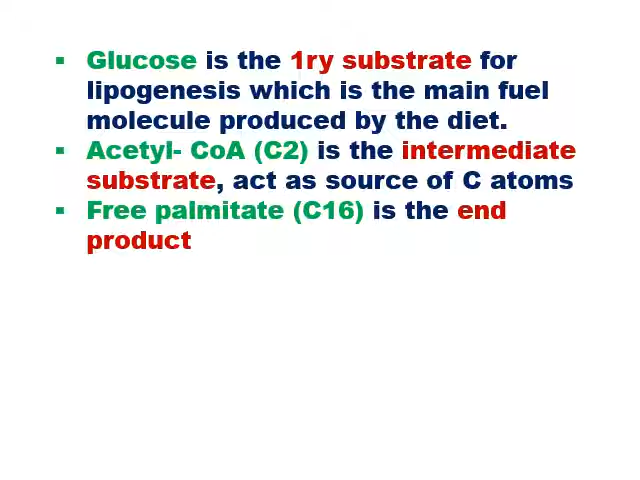 ▪ Glucose is the 1ry substrate for
lipogenesis which is the main fuel
molecule produced by the diet.
▪ Acetyl- CoA (C2) is the intermediate
substrate, act as source of C atoms
▪ Free palmitate (C16) is the end
product